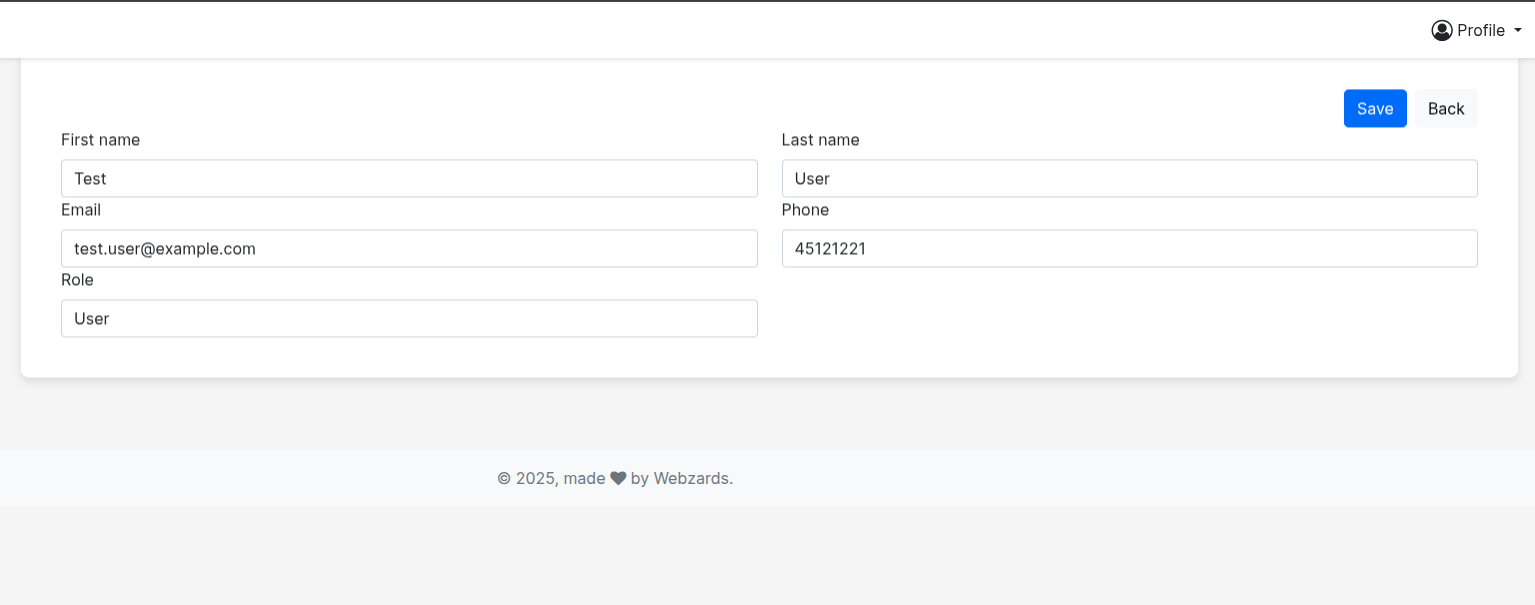 Profile
Save Back
First name Last name
Test User
Email Phone
test.user@example.com 45121221
Role
User
© 2025, made by Webzards.